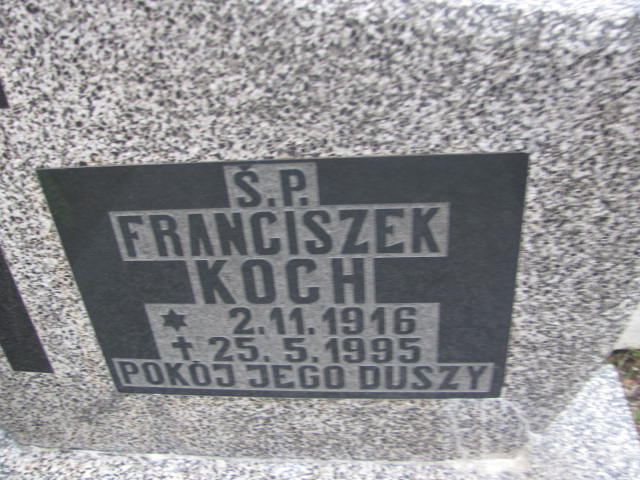 Ś.P.
FRANCISZEK
KOCH
* 2.11.1916
† 25.5.1995
POKÓJ JEGO DUSZY